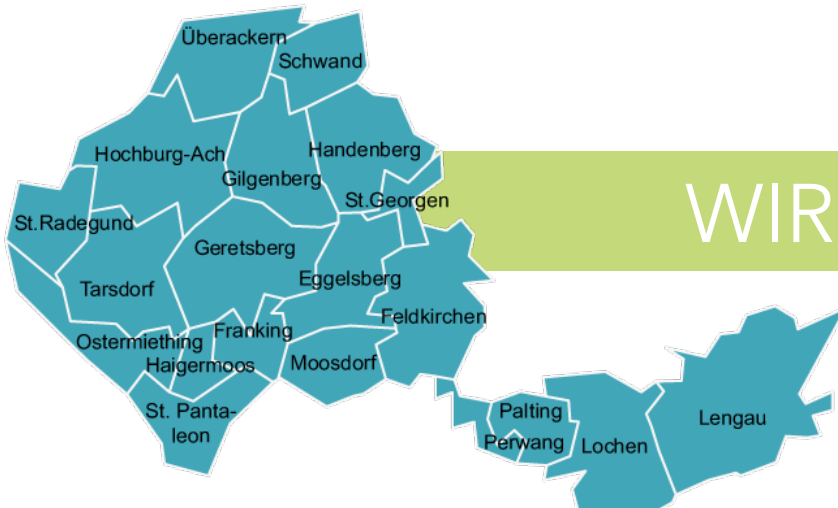 Überackern
Schwand
Hochburg-Ach
Handenberg
Gilgenberg
WIR
St.Georgen
St.Radegund
Geretsberg
Eggelsberg
Tarsdorf
Feldkirchen
Franking
Ostermiething
Haigermoos
Moosdorf
St. Panta-
leon
Palting
Lengau
Perwang
Lochen